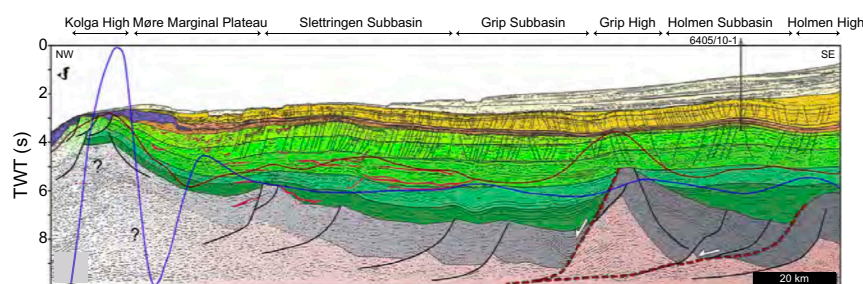 Kolga High Møre Marginal Plateau Slettringen Subbasin Grip Subbasin Grip High Holmen Subbasin Holmen High
6405/10-1
0 NW SE
2
4
?
TWT (s)
6
?
8
20 km